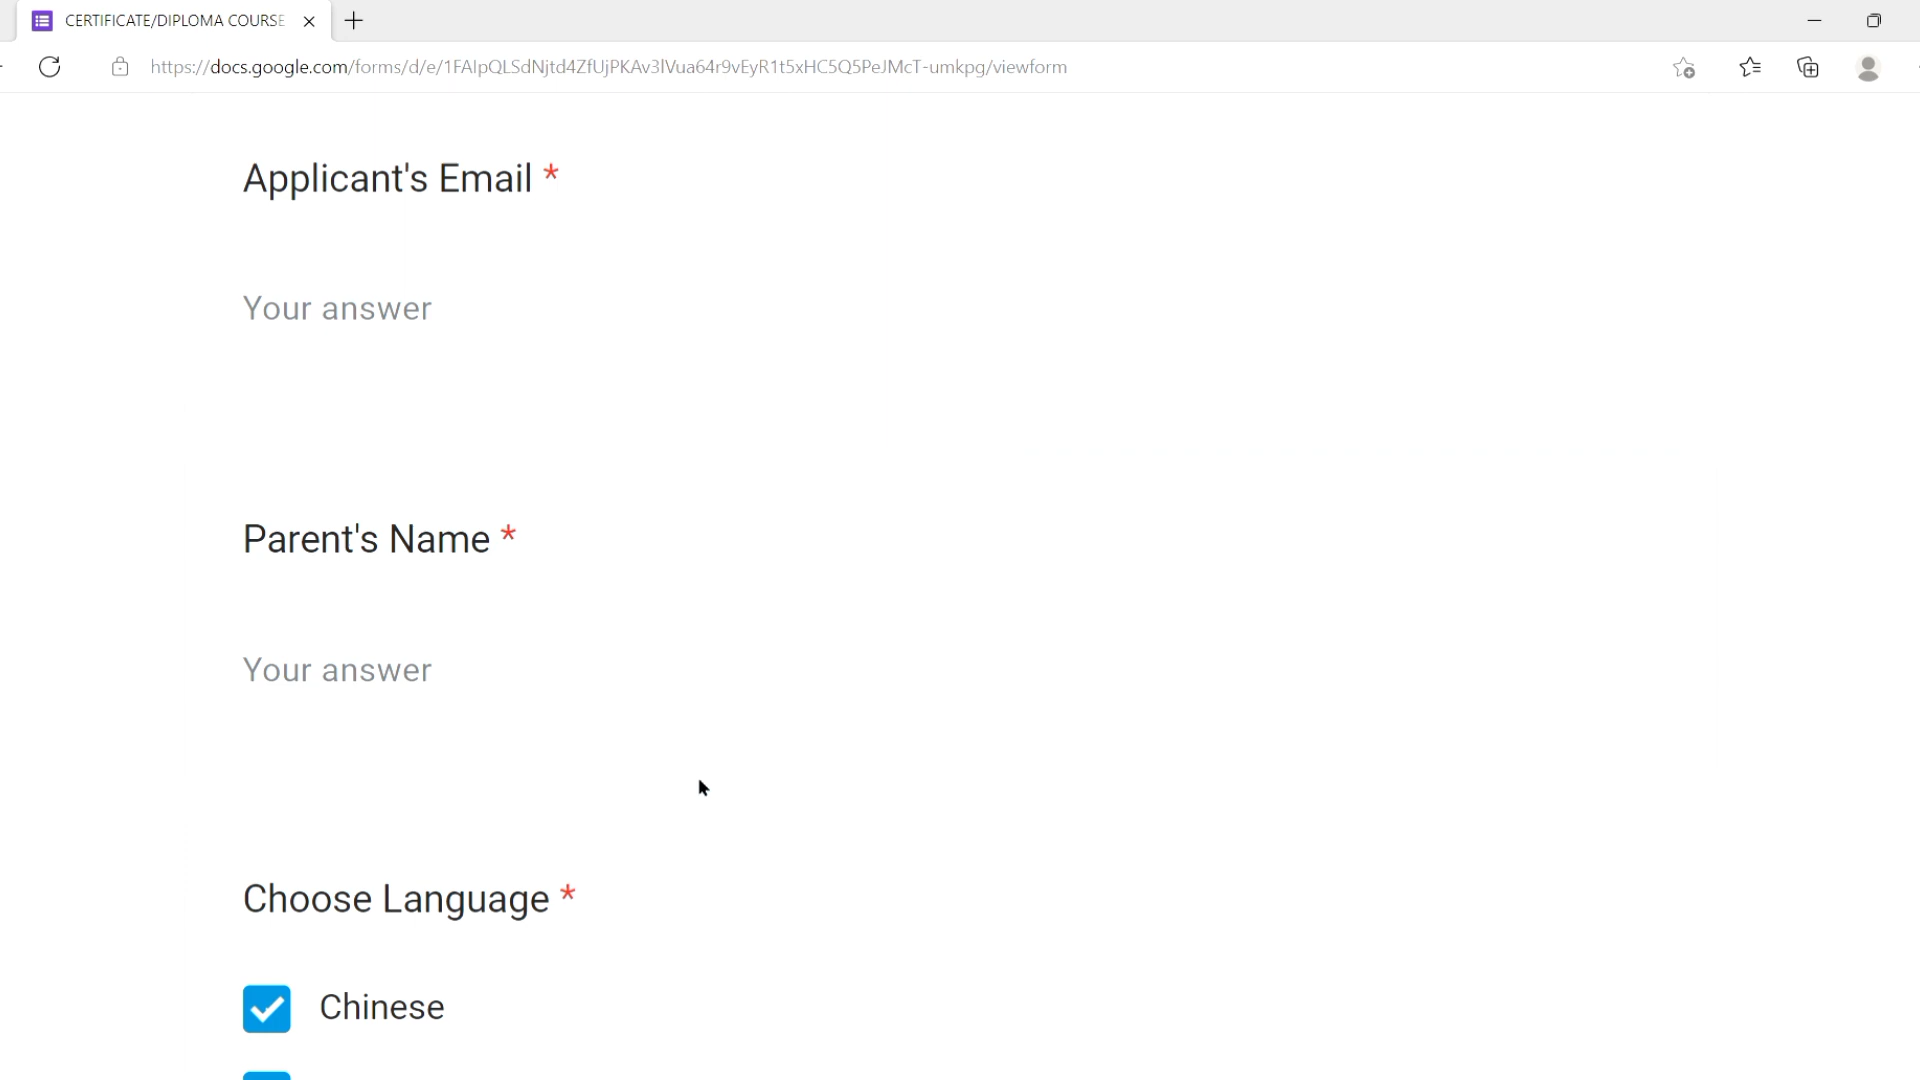 CERTIFICATE/DIPLOMA COURSE
https://docs.google.com/forms/d/e/1FAIpQLSdNjtd4ZfUjPKAv3lVua64r9vEyR1t5xHC5Q5PeJMcT-umkpg/viewform
Applicant's Email *
Your answer
Parent's Name *
Your answer
Choose Language *
Chinese